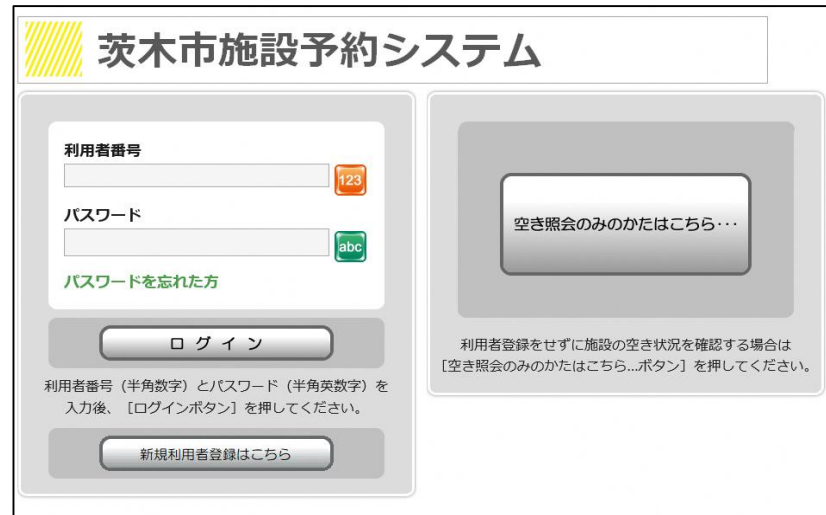 茨木市施設予約システム
利用者番号
123
パスワード
abc
パスワードを忘れた方
ログイン
利用者番号（半角数字）とパスワード（半角英数字）を
入力後、［ログインボタン］を押してください。
新規利用者登録はこちら
空き照会のみのかたはこちら･･･
利用者登録をせずに施設の空き状況を確認する場合は
［空き照会のみのかたはこちら...ボタン］を押してください。